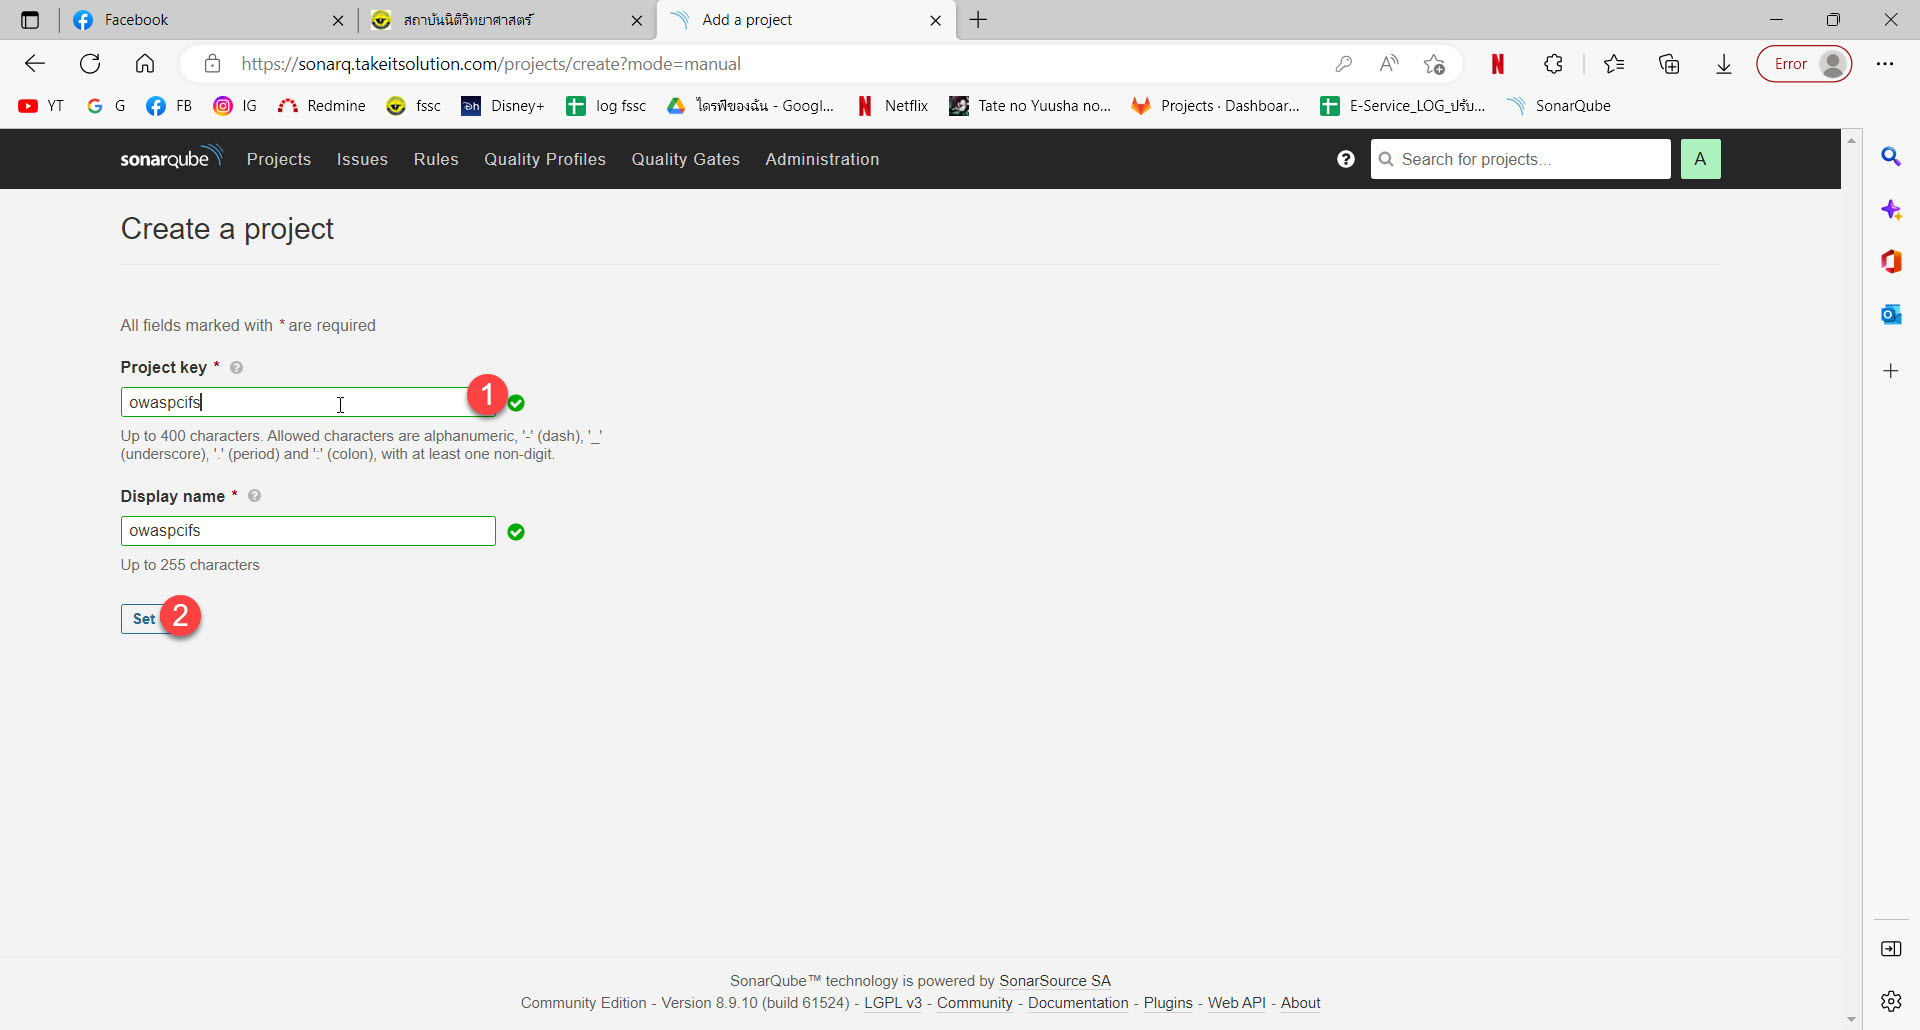 Facebook
สถาบันนิติวิทยาศาสตร์
Add a project
https://sonarq.takeitsolution.com/projects/create?mode=manual
Error
YT
G
FB
IG
Redmine
fssc
Disney+
log fssc
ไดรฟ์ของฉัน - Googl...
Netflix
Tate no Yuusha no...
Projects · Dashboar...
E-Service_LOG_ปรับ...
SonarQube
sonarqube
Projects
Issues
Rules
Quality Profiles
Quality Gates
Administration
Search for projects...
A
Create a project
All fields marked with * are required
Project key *
owaspcifs
1
Up to 400 characters. Allowed characters are alphanumeric, '-' (dash), '_'
(underscore), '.' (period) and ':' (colon), with at least one non-digit.
Display name *
owaspcifs
Up to 255 characters
Set
2
SonarQube™ technology is powered by SonarSource SA
Community Edition - Version 8.9.10 (build 61524) - LGPL v3 - Community - Documentation - Plugins - Web API - About